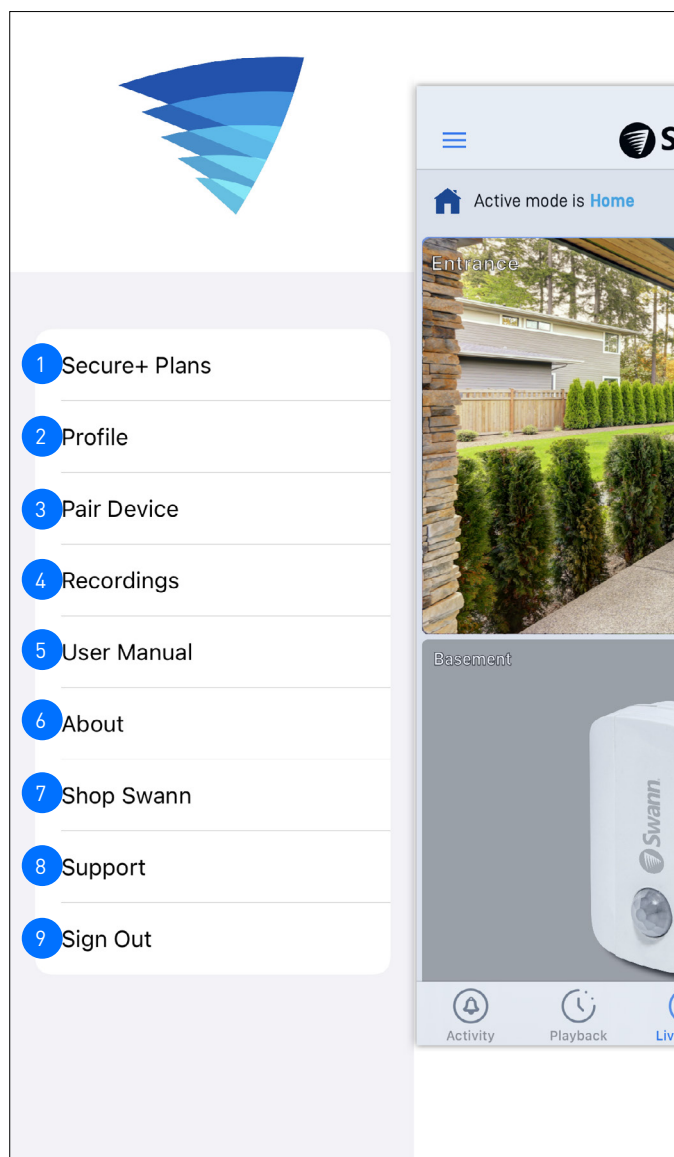 Active mode is Home
Entrance
1 Secure+ Plans
2 Profile
3 Pair Device
4 Recordings
5 User Manual
6 About
7 Shop Swann
8 Support
9 Sign Out
Basement
Swann
Activity
Playback